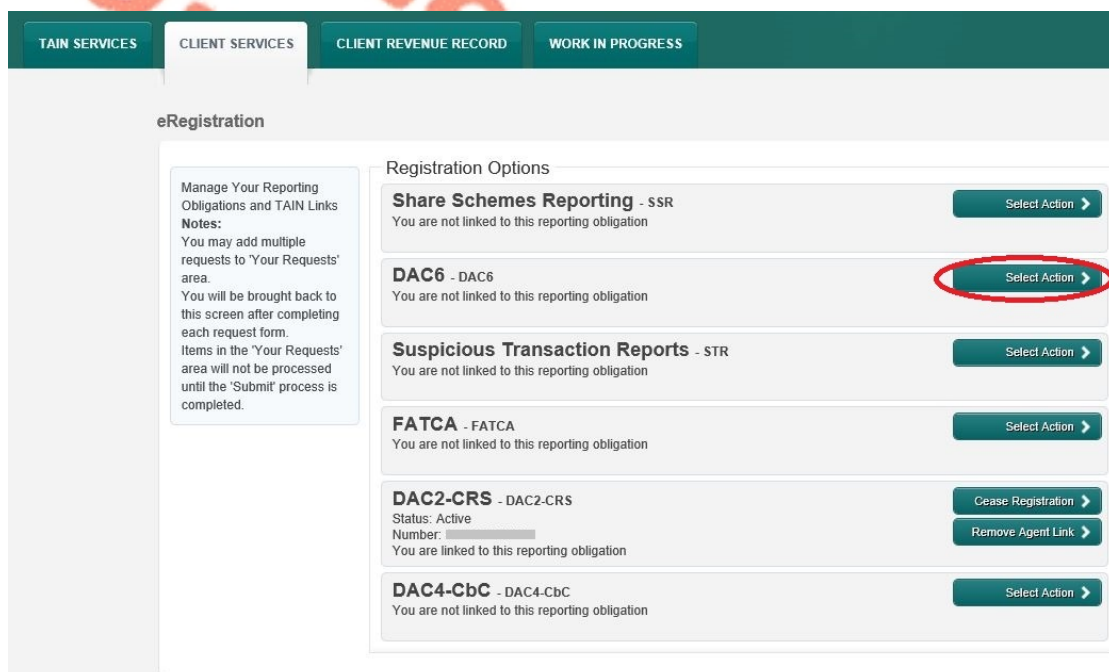 TAIN SERVICES
CLIENT SERVICES
CLIENT REVENUE RECORD
WORK IN PROGRESS
eRegistration
Manage Your Reporting
Obligations and TAIN Links
Notes:
You may add multiple
requests to 'Your Requests'
area.
You will be brought back to
this screen after completing
each request form.
Items in the 'Your Requests'
area will not be processed
until the 'Submit' process is
completed.
Registration Options
Share Schemes Reporting - SSR
You are not linked to this reporting obligation
Select Action
DAC6 - DAC6
You are not linked to this reporting obligation
Select Action
Suspicious Transaction Reports - STR
You are not linked to this reporting obligation
Select Action
FATCA - FATCA
You are not linked to this reporting obligation
Select Action
DAC2-CRS - DAC2-CRS
Status: Active
Number:
You are linked to this reporting obligation
Cease Registration
Remove Agent Link
DAC4-CbC - DAC4-CbC
You are not linked to this reporting obligation
Select Action